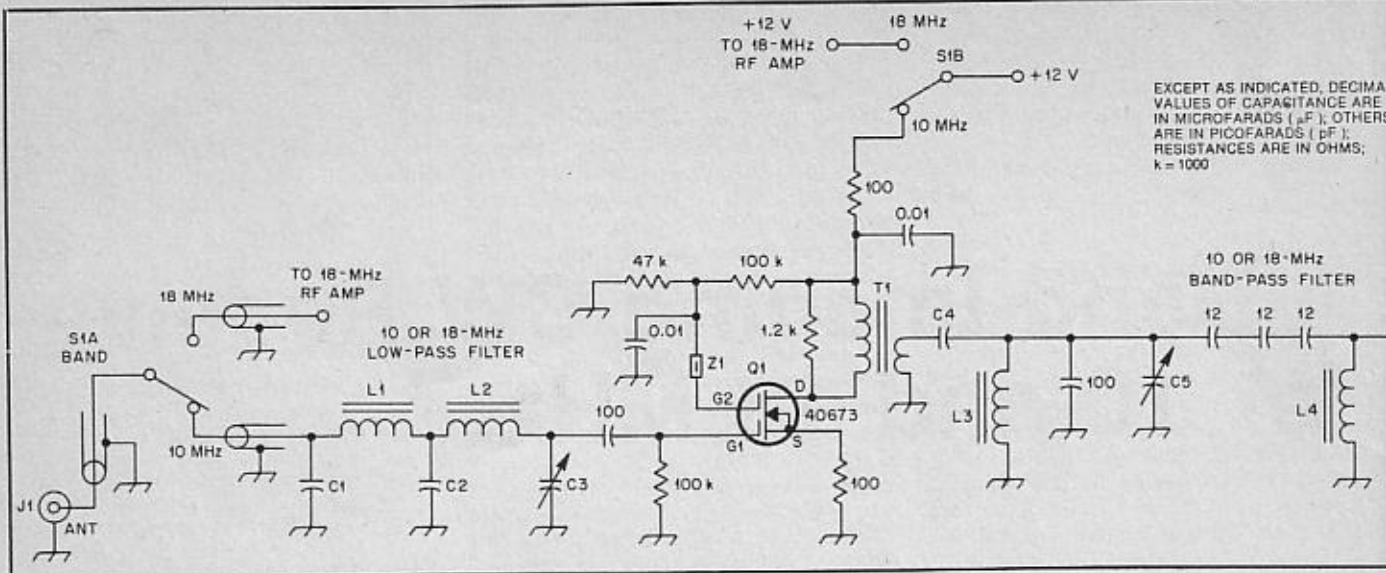 +12 V
TO 18-MHz
RF AMP
18 MHz
S1B
+12 V
10 MHz
EXCEPT AS INDICATED, DECIMA
VALUES OF CAPACITANCE ARE
IN MICROFARADS ( µF ); OTHERS
ARE IN PICOFARADS ( pF );
RESISTANCES ARE IN OHMS;
k = 1000
100
0.01
47 k
100 k
0.01
Z1
1.2 k
T1
C4
10 OR 18-MHz
BAND-PASS FILTER
12
12
12
TO 18-MHz
RF AMP
18 MHz
S1A
BAND
10 MHz
10 OR 18-MHz
LOW-PASS FILTER
L1
L2
100
Q1
G2
D
40673
G1
S
L3
100
C5
L4
C1
C2
C3
100 k
100
J1
ANT